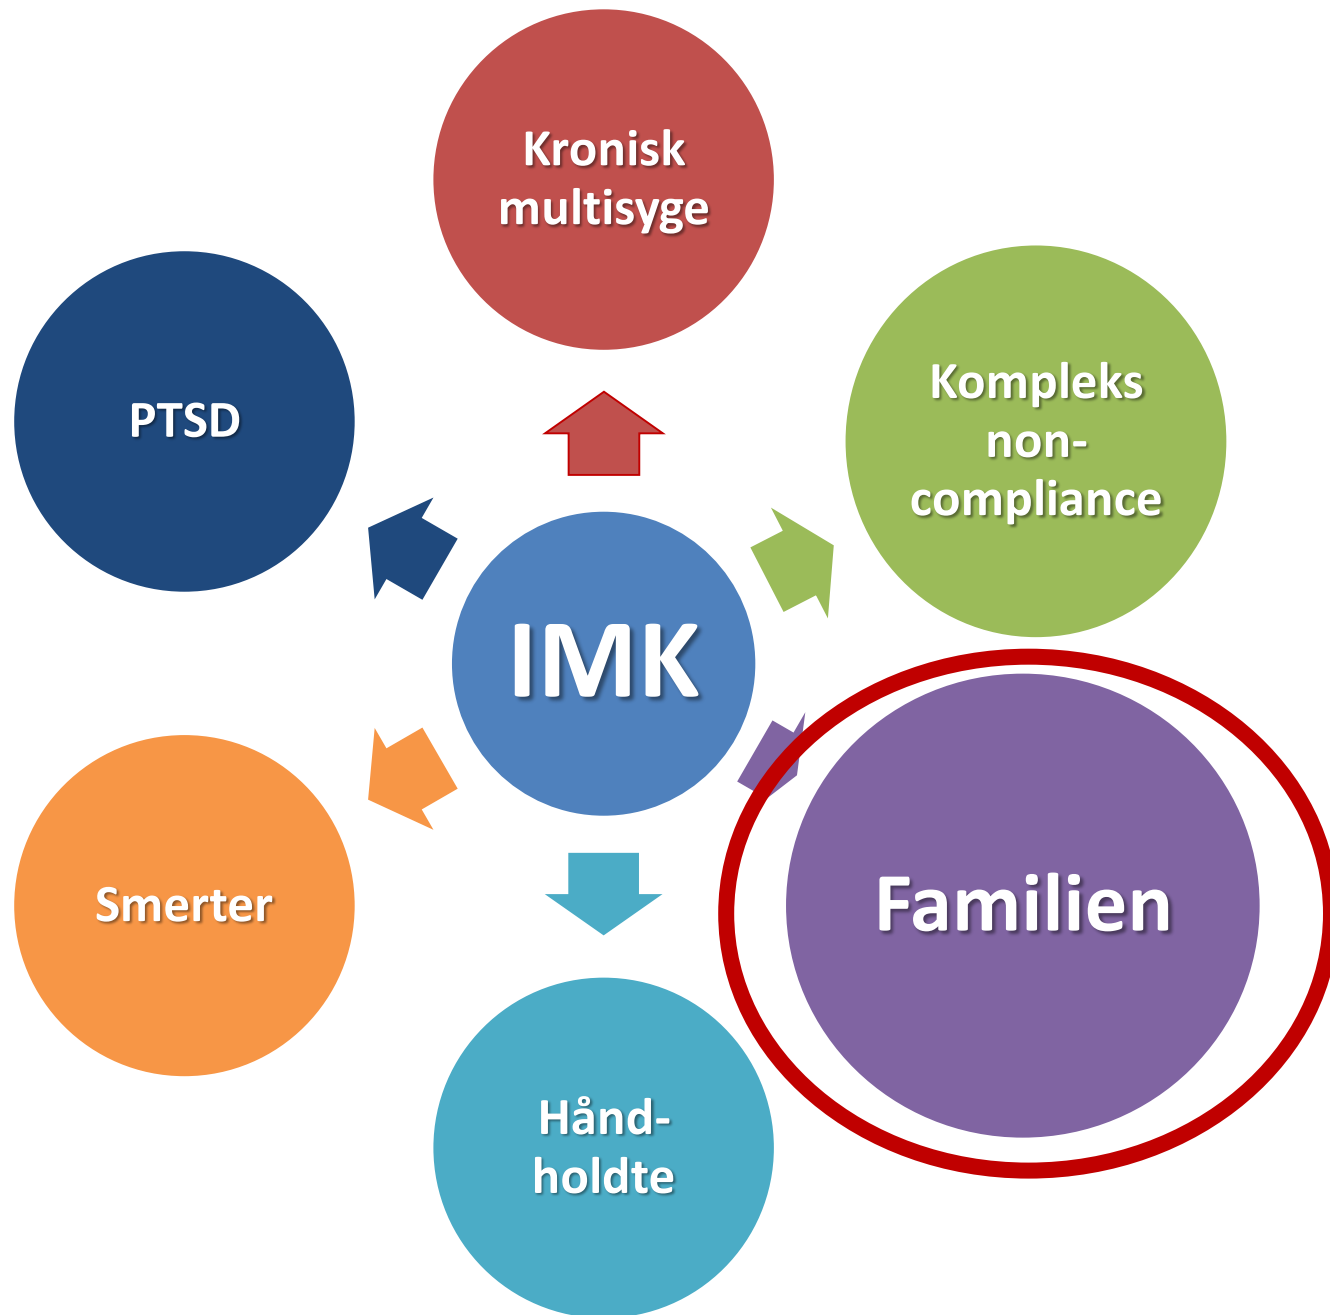 Kronisk
multisyge
PTSD
Kompleks
non-
compliance
IMK
Smerter
Familien
Hånd-
holdte